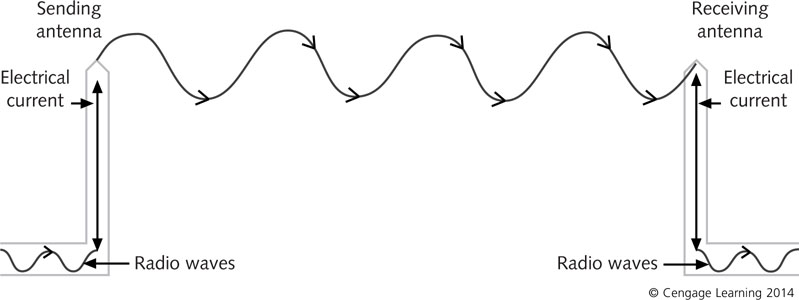 Sending
antenna
Receiving
antenna
Electrical
current
Electrical
current
Radio waves
Radio waves
© Cengage Learning 2014